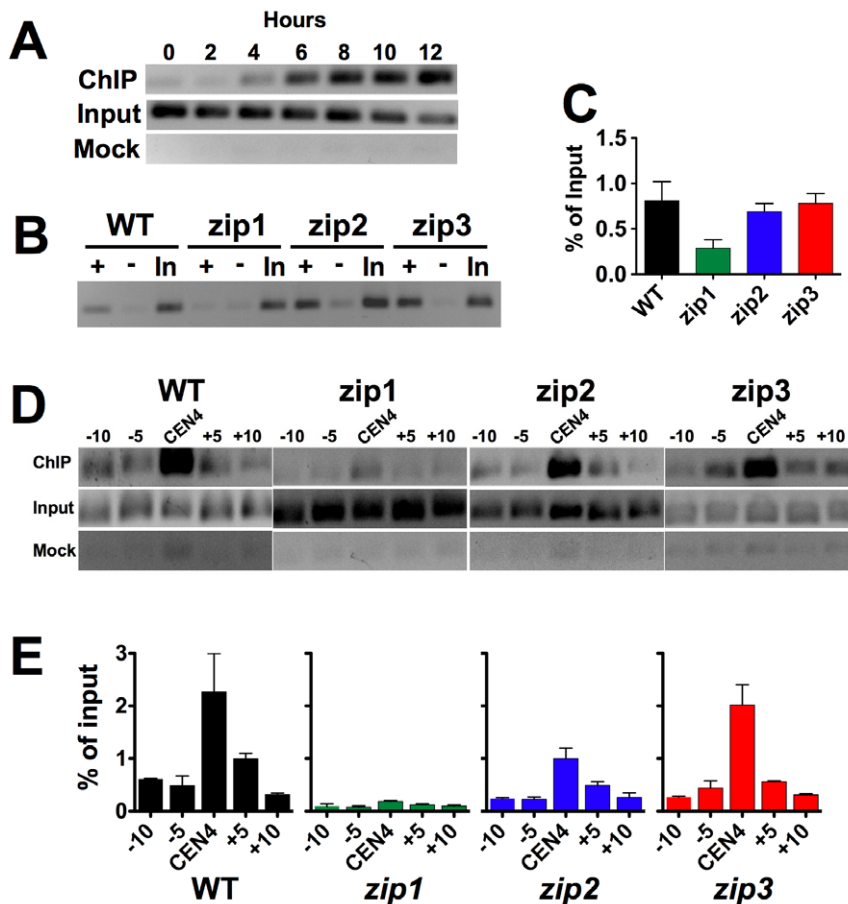 A
Hours
0 2 4 6 8 10 12
ChIP
Input
Mock
B
WT zip1 zip2 zip3
+ - In + - In + - In + - In
C
% of Input
1.5
1.0
0.5
0.0
WT zip1 zip2 zip3
D
WT zip1 zip2 zip3
-10 -5 CEN4 +5 +10 -10 -5 CEN4 +5 +10 -10 -5 CEN4 +5 +10 -10 -5 CEN4 +5 +10
ChIP
Input
Mock
E
% of input
3
2
1
0
-10 -5 CEN4 +5 +10 -10 -5 CEN4 +5 +10 -10 -5 CEN4 +5 +10 -10 -5 CEN4 +5 +10
WT zip1 zip2 zip3